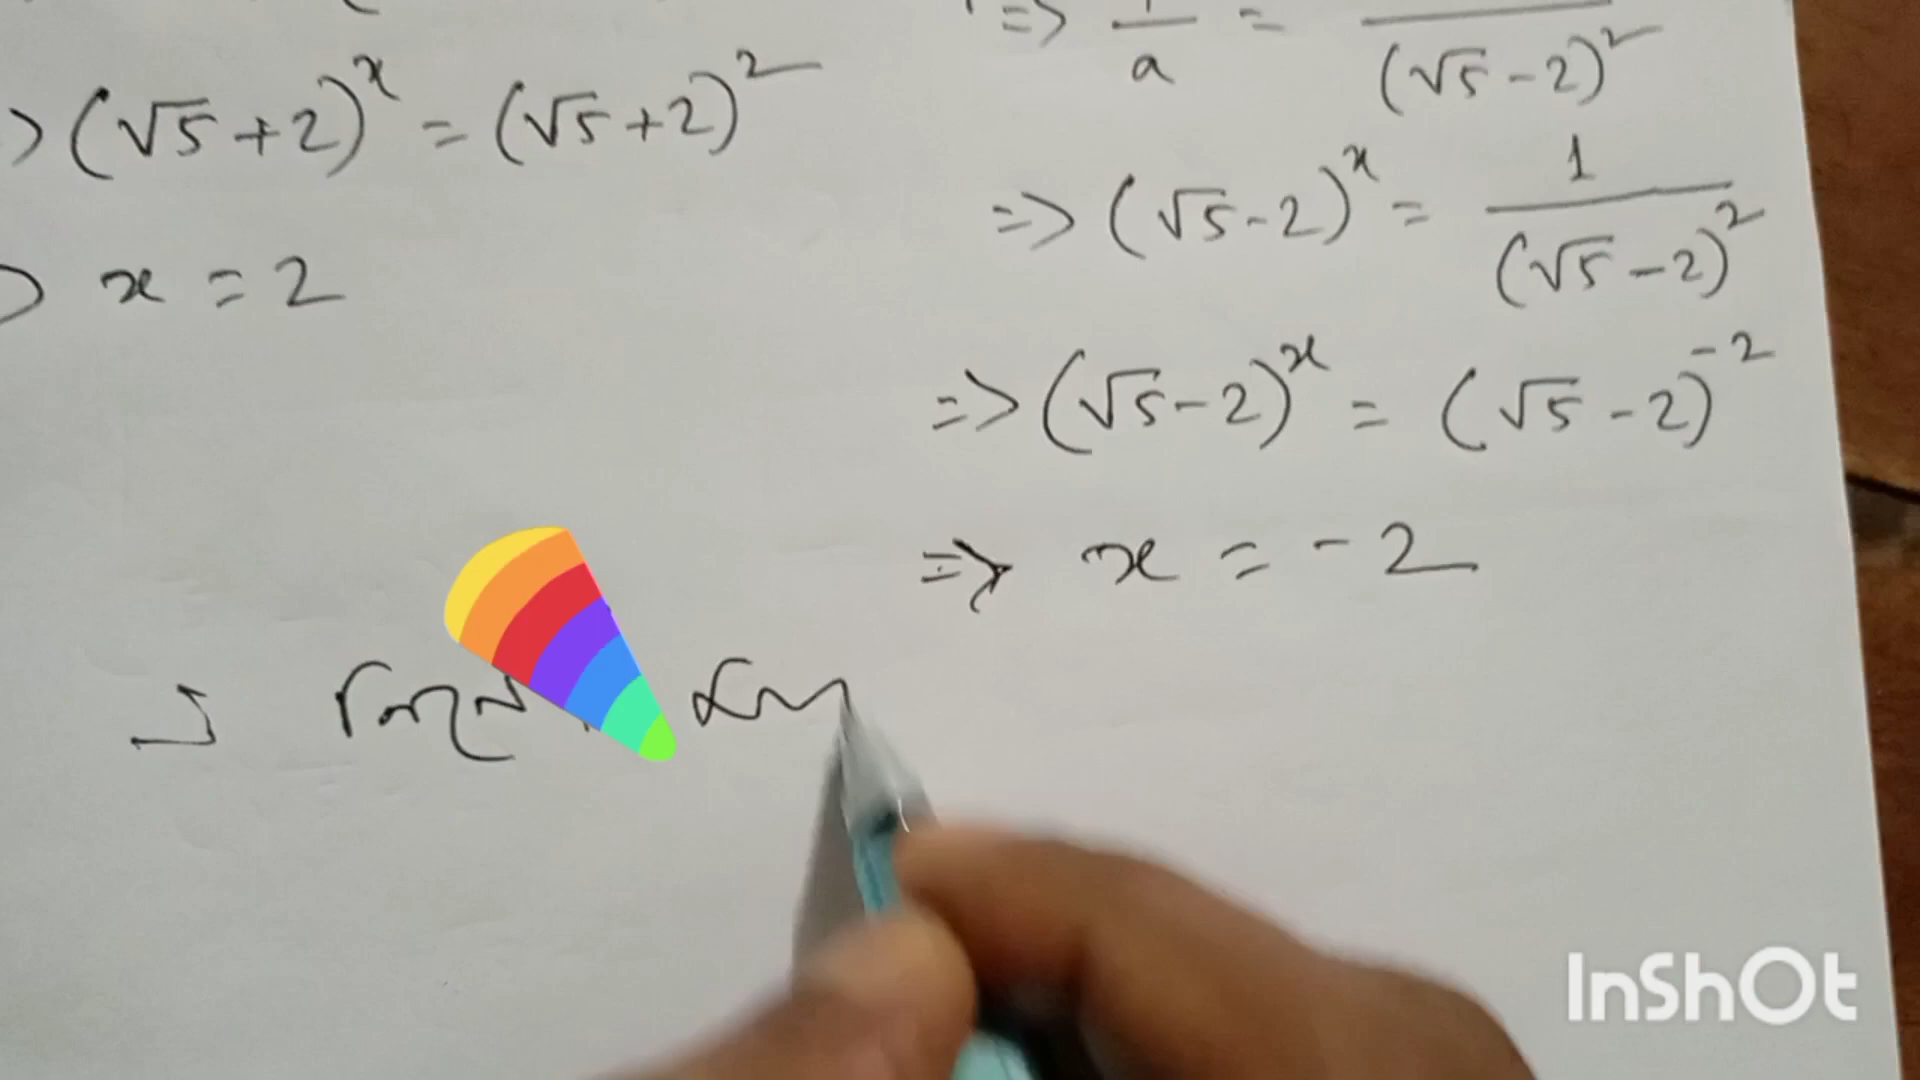 ⇒ (√5+2)^x = (√5+2)^2
⇒ x = 2
⇒ 1/a = /(√5-2)^2
⇒ (√5-2)^x = 1/(√5-2)^2
⇒ (√5-2)^x = (√5-2)^-2
⇒ x = -2
InShOt